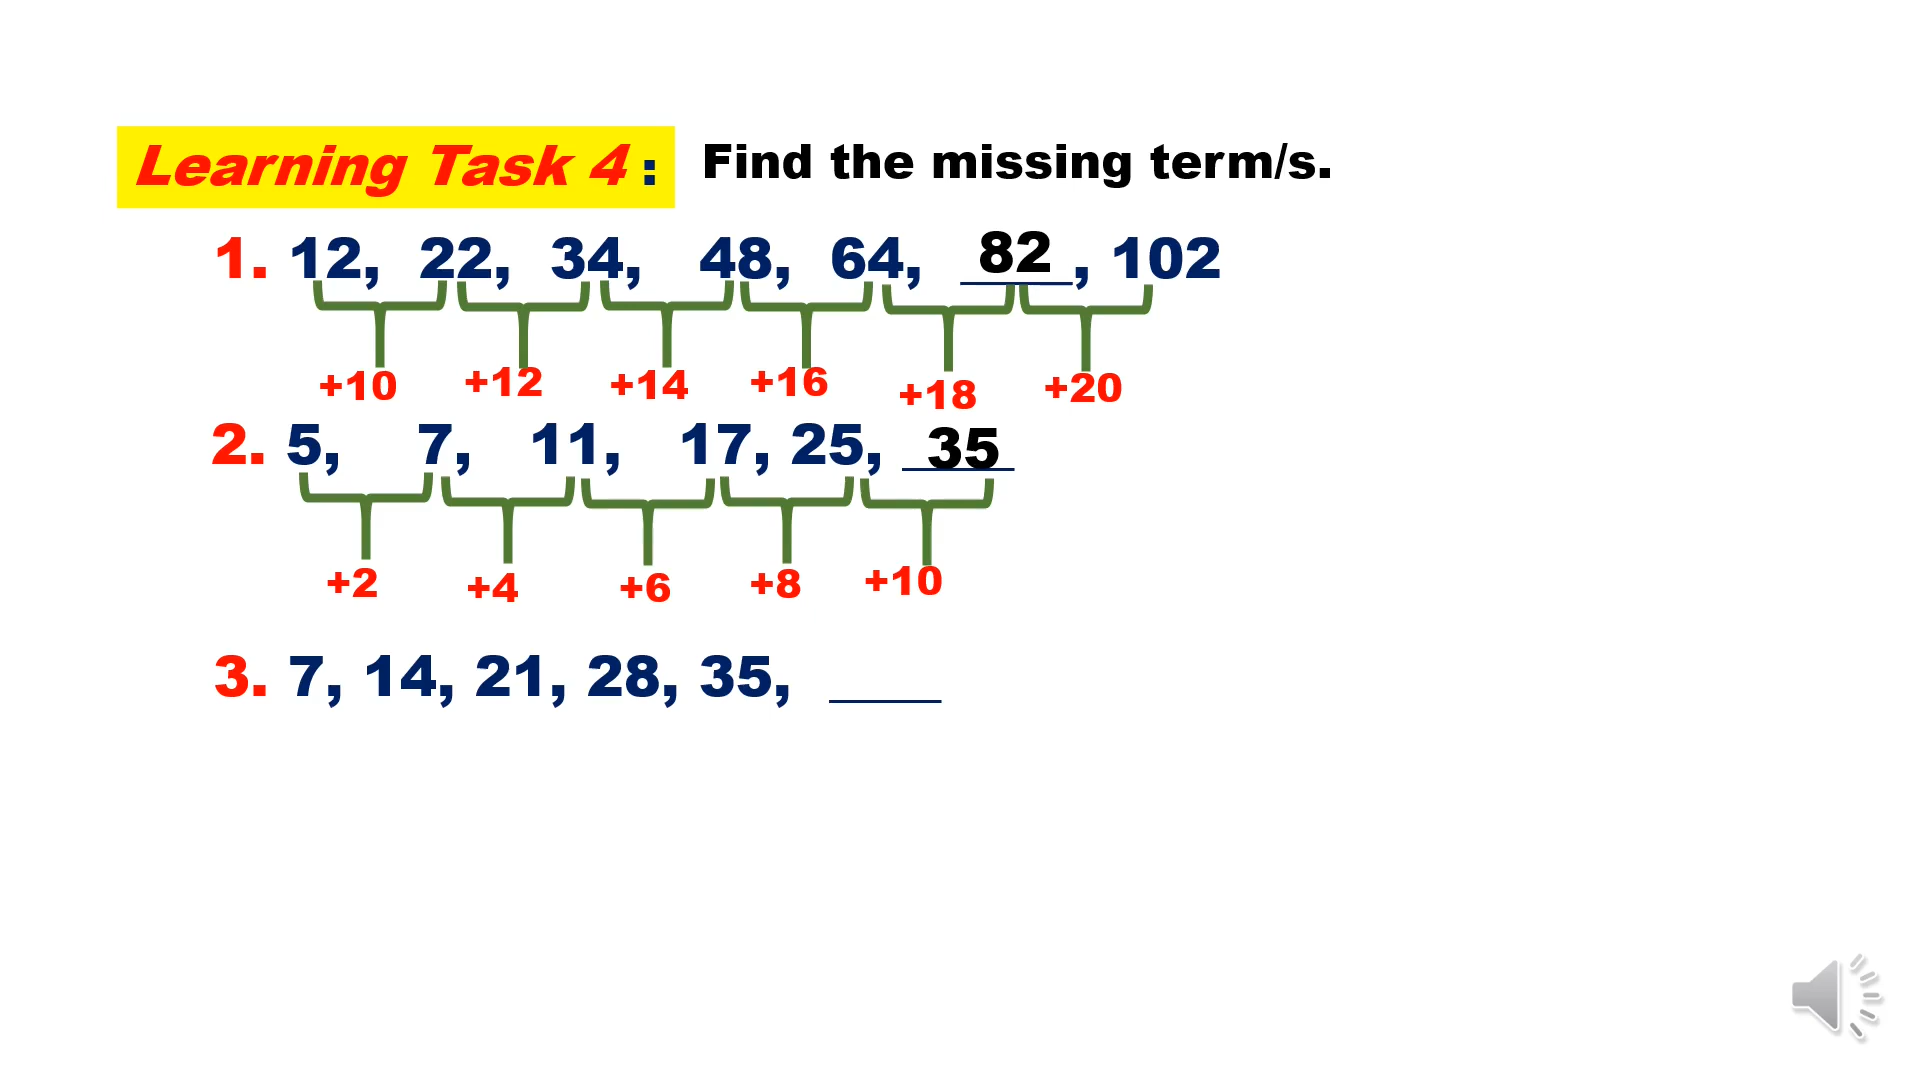 Learning Task 4 : Find the missing term/s.
1. 12, 22, 34, 48, 64, 82, 102
+10 +12 +14 +16 +18 +20
2. 5, 7, 11, 17, 25, 35
+2 +4 +6 +8 +10
3. 7, 14, 21, 28, 35, ____